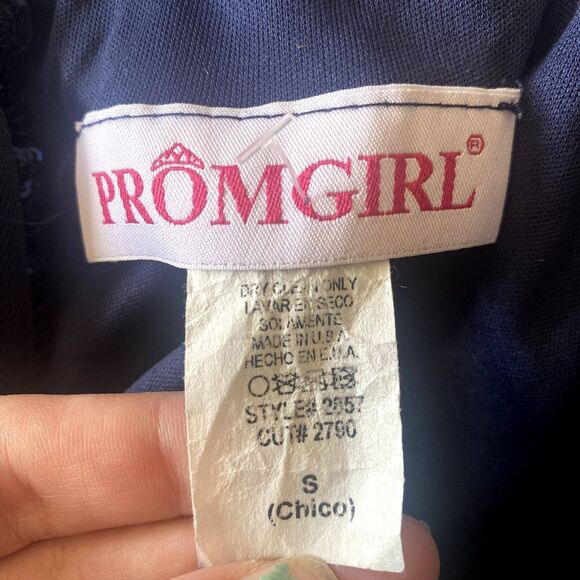 PROMGIRL®
DRY CLEAN ONLY
LAVAR EN SECO
SOLAMENTE
MADE IN U.S.A.
HECHO EN E.U.A.
STYLE# 2857
CUT# 2790
S
(Chico)